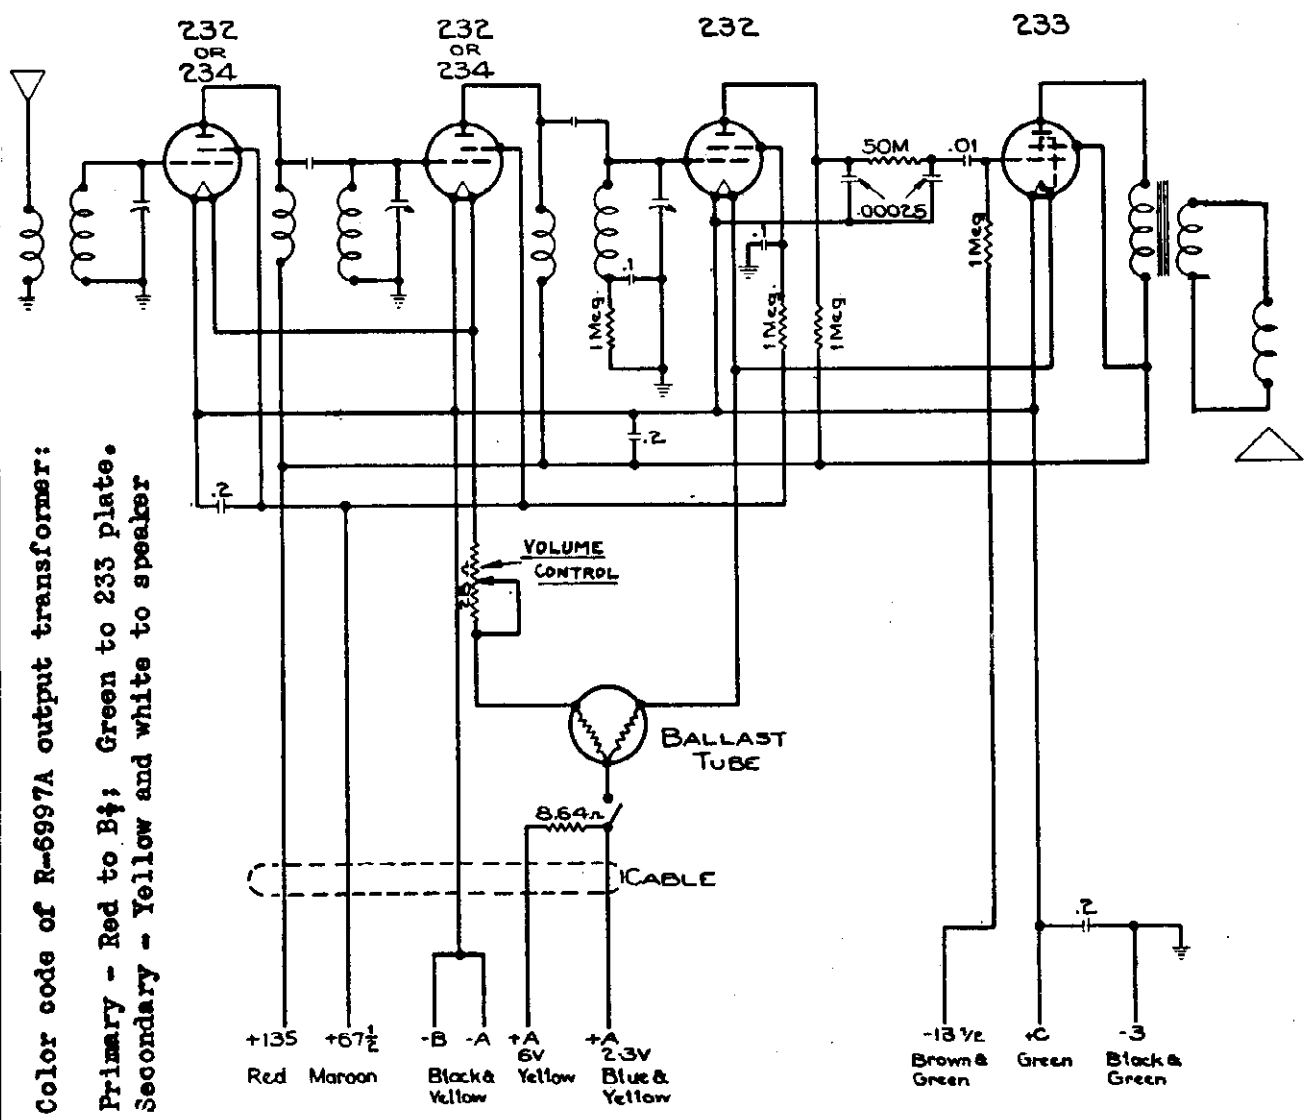 232
OR
234
232
OR
234
232
233
50M
.01
.00025
.1
1 Meg
.1
1 Meg.
1 Meg.
1 Meg
.2
.2
VOLUME
CONTROL
BALLAST
TUBE
8.64Ω
CABLE
.2
+135
Red
+67½
Maroon
-B
-A
Black &
Yellow
+A
6V
Yellow
+A
2-3V
Blue &
Yellow
-13 ½
Brown &
Green
+C
Green
-3
Black &
Green
Color code of R-6997A output transformer:
Primary - Red to B+; Green to 233 plate.
Secondary - Yellow and white to speaker